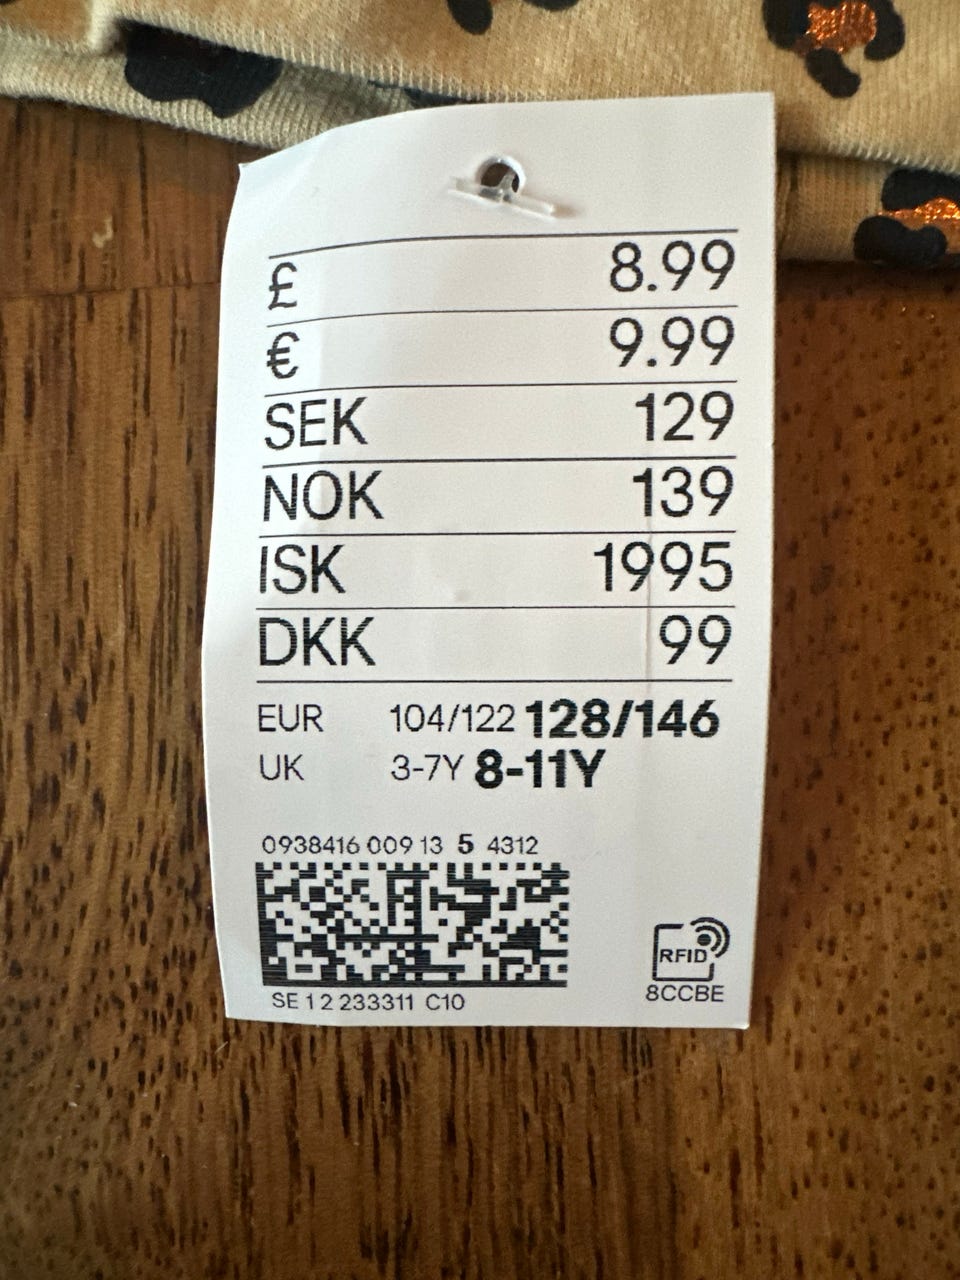 £ 8.99
€ 9.99
SEK 129
NOK 139
ISK 1995
DKK 99
EUR 104/122 128/146
UK 3-7Y 8-11Y
0938416 009 13 5 4312
SE 1 2 233311 C10
RFID
8CCBE